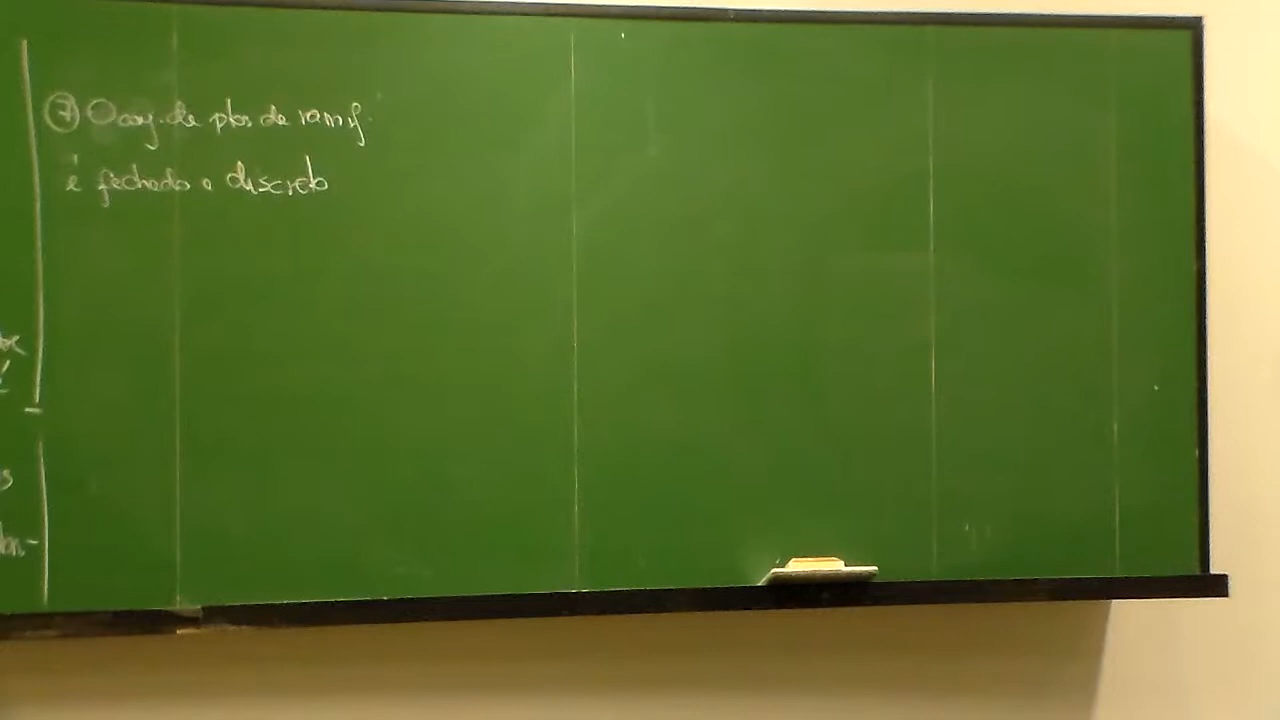 ⑦ O conj. de ptos de ramif.
é fechado e discreto